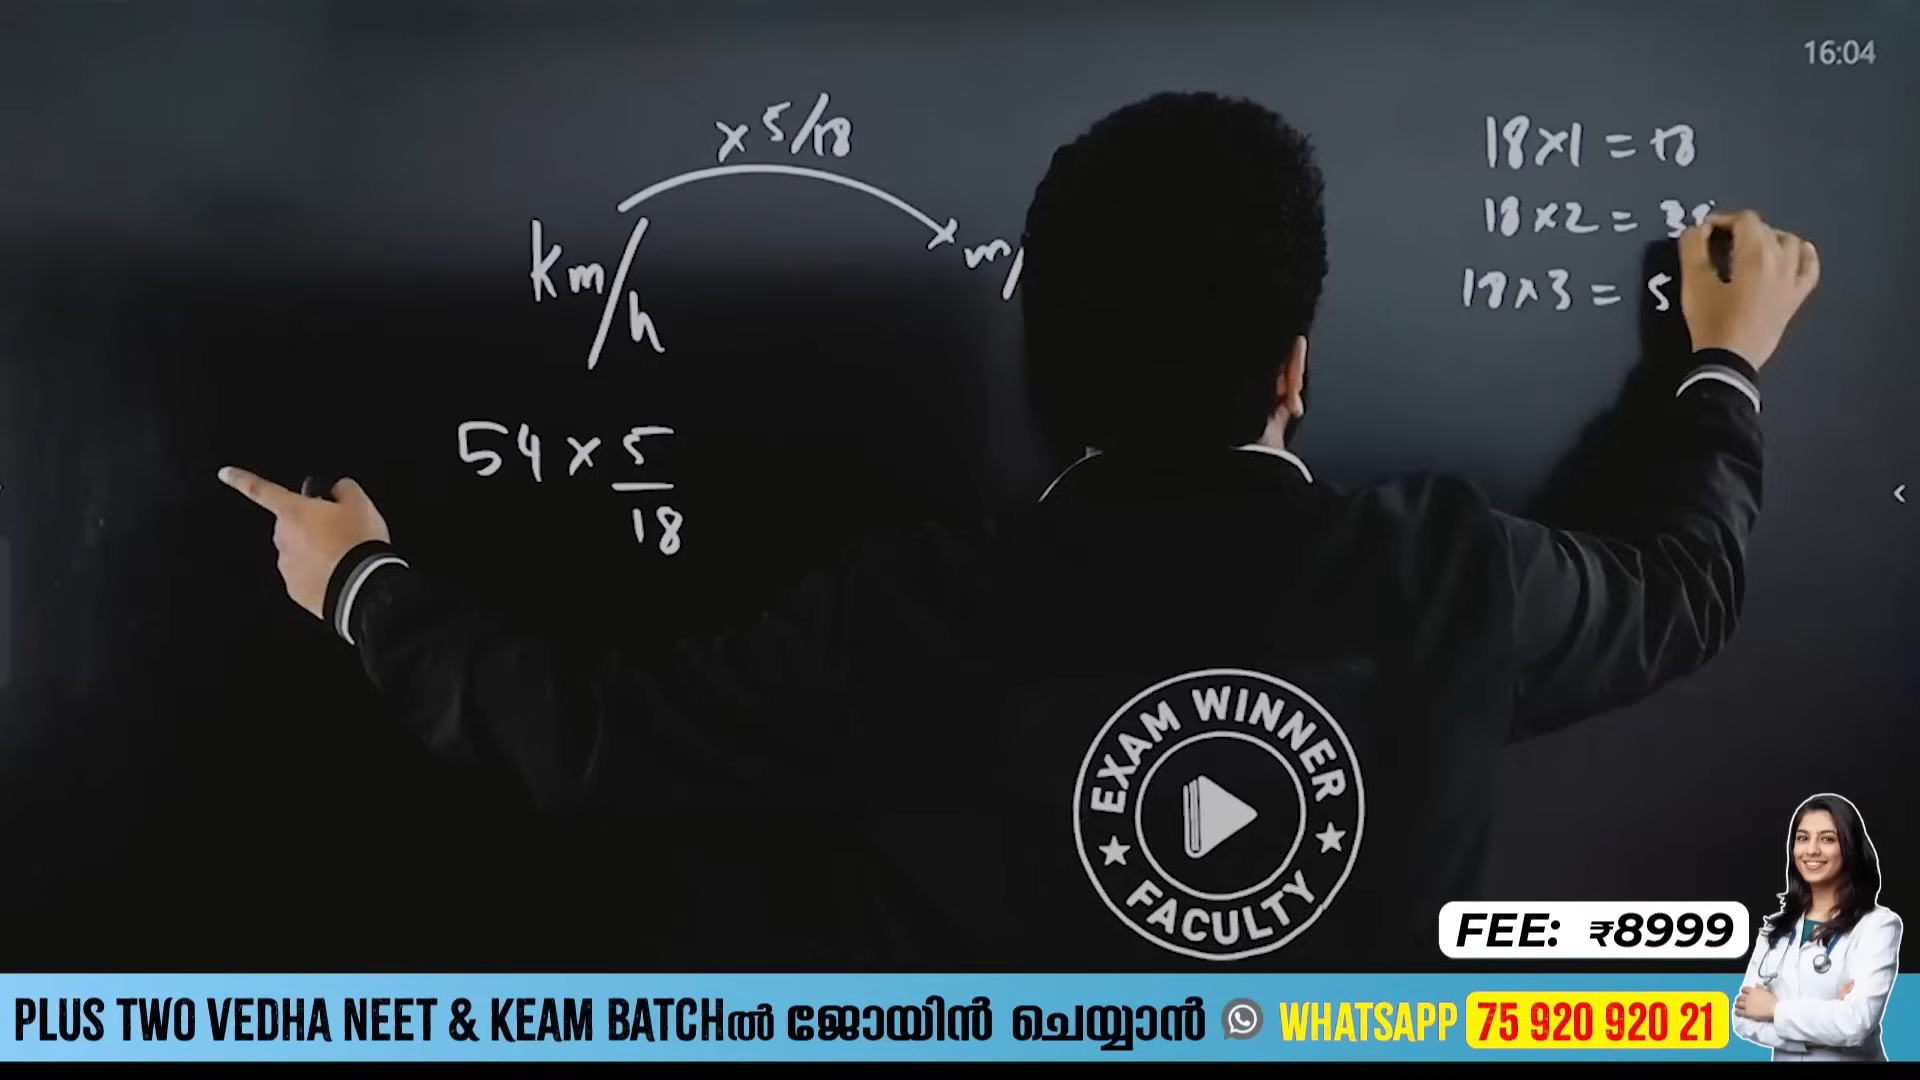 16:04
× 5/18
km/h
m/
54 × 5/18
18×1 = 18
18×2 = 3
18×3 = 5
EXAM WINNER
FACULTY
FEE: ₹8999
PLUS TWO VEDHA NEET & KEAM BATCHൽ ജോയിൻ ചെയ്യാൻ WHATSAPP 75 920 920 21